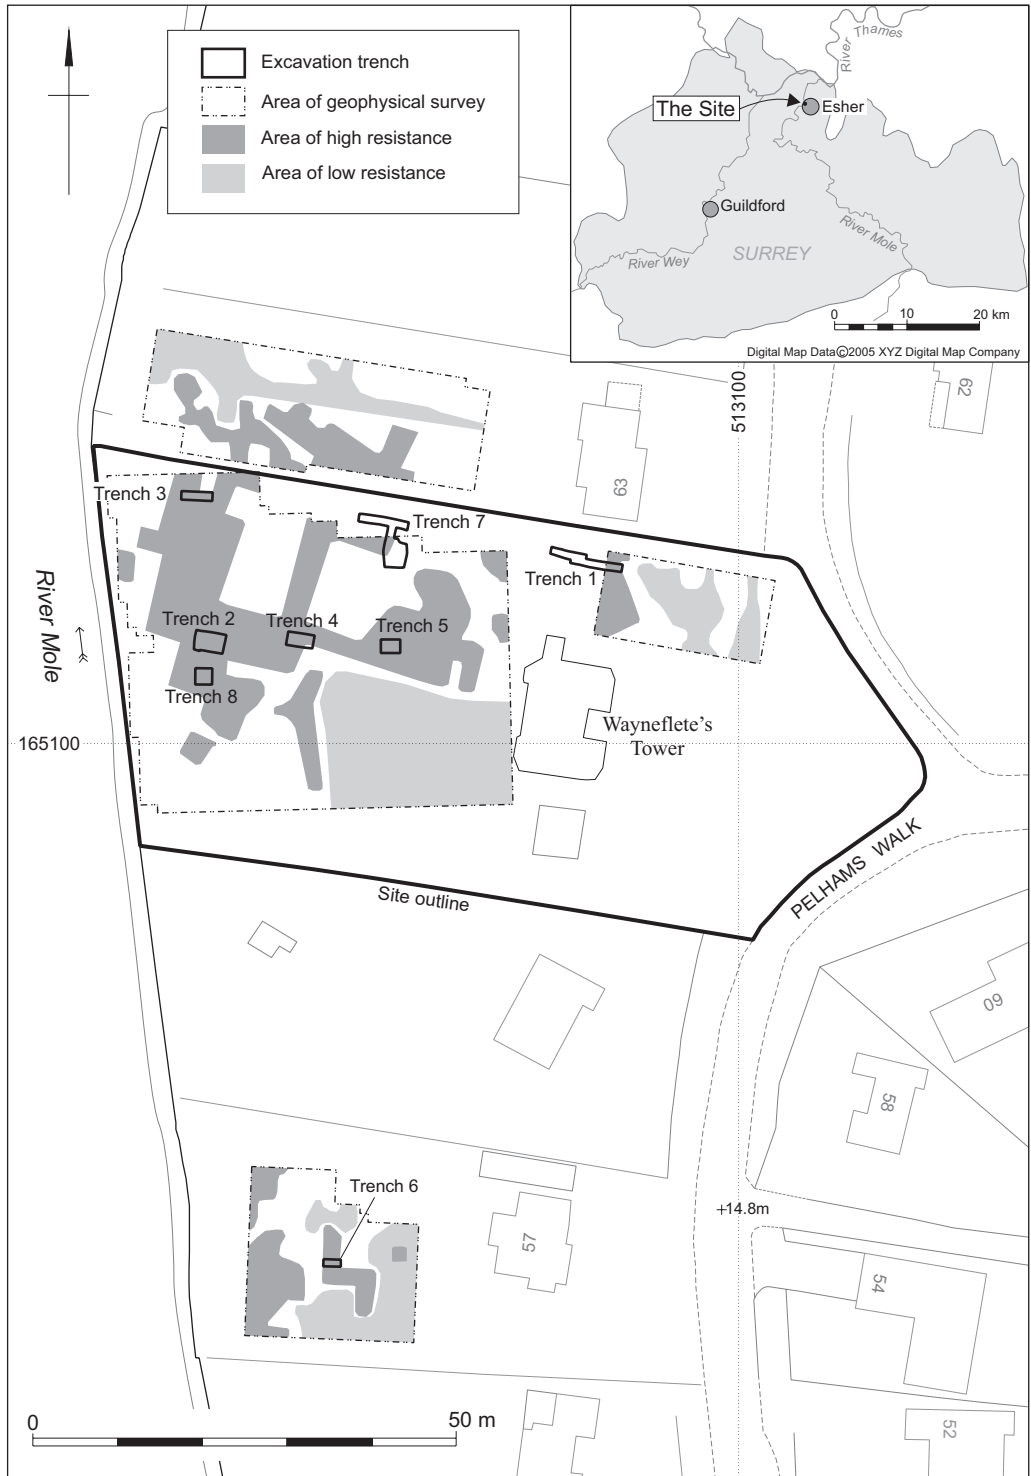 Excavation trench
Area of geophysical survey
Area of high resistance
Area of low resistance
River
Thames
The Site
Esher
Guildford
River Mole
River Wey
SURREY
0 10 20 km
Digital Map Data©2005 XYZ Digital Map Company
513100
62
63
Trench 3
Trench 7
Trench 1
River Mole
Trench 2
Trench 4
Trench 5
Trench 8
Wayneflete's
Tower
165100
PELHAMS WALK
Site outline
60
58
Trench 6
+14.8m
57
54
0 50 m
52